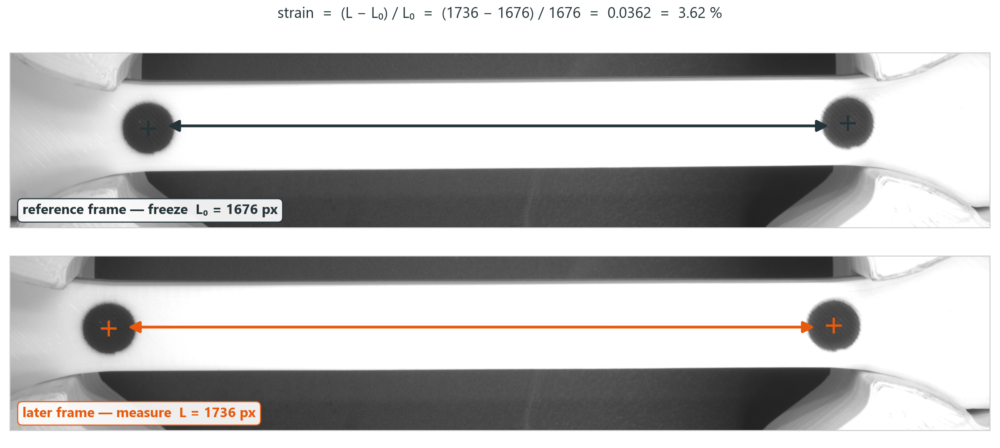 strain = (L − L₀) / L₀ = (1736 − 1676) / 1676 = 0.0362 = 3.62 %
reference frame — freeze L₀ = 1676 px
later frame — measure L = 1736 px